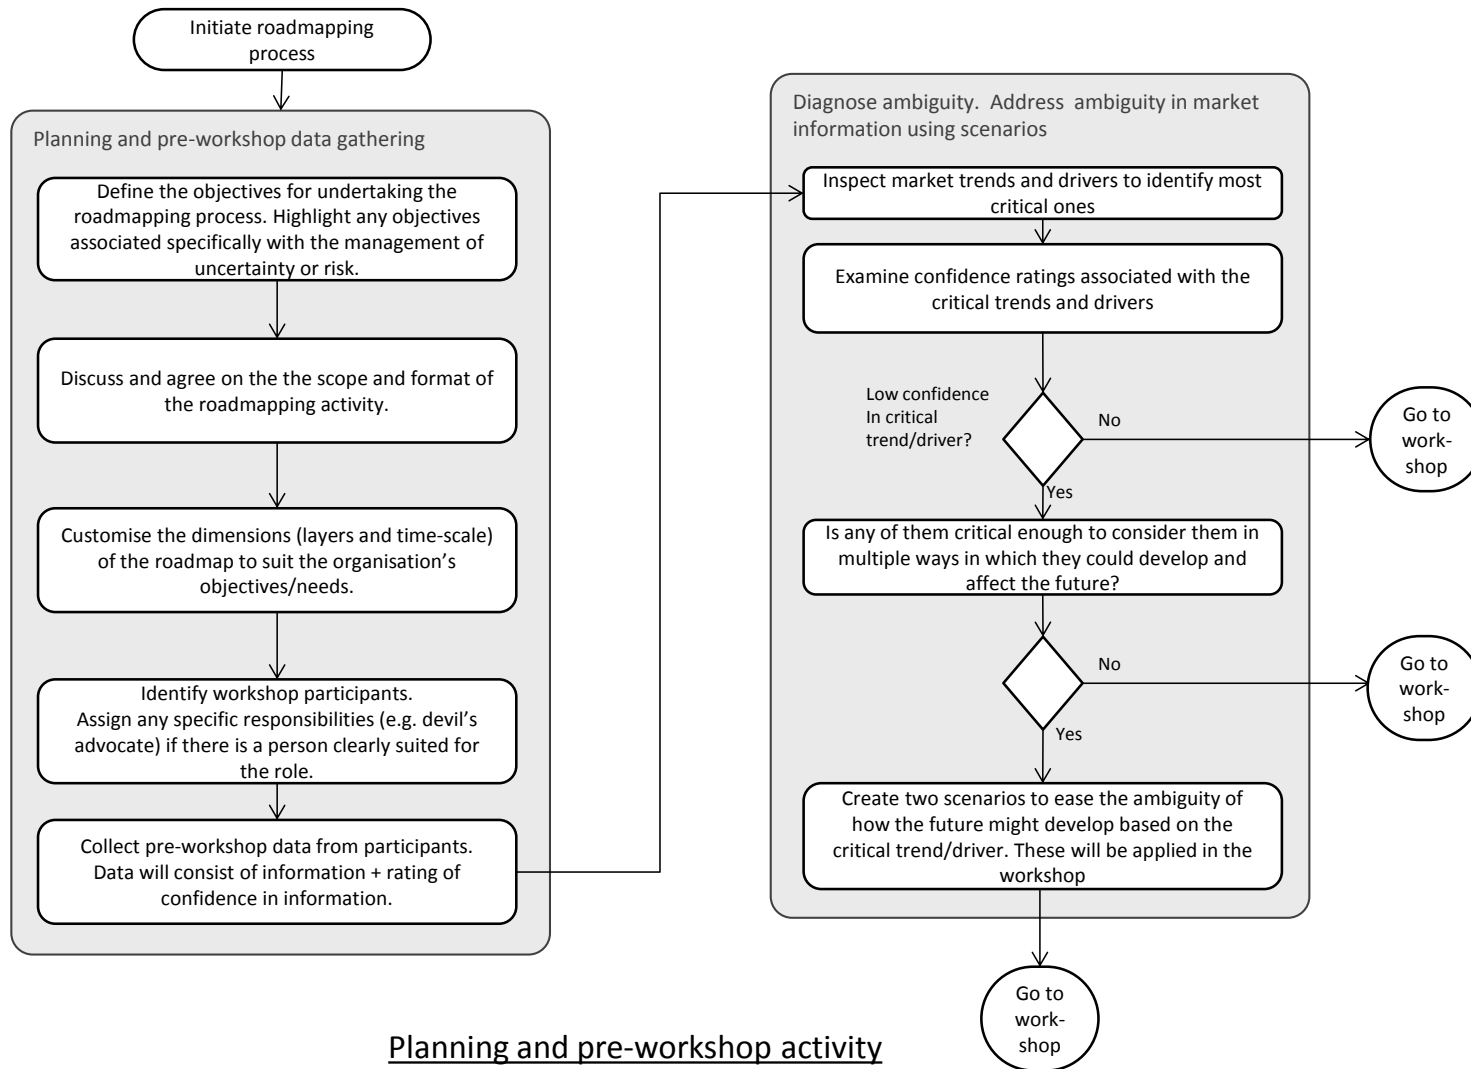 Initiate roadmapping
process
Planning and pre-workshop data gathering
Define the objectives for undertaking the
roadmapping process. Highlight any objectives
associated specifically with the management of
uncertainty or risk.
Discuss and agree on the the scope and format of
the roadmapping activity.
Customise the dimensions (layers and time-scale)
of the roadmap to suit the organisation’s
objectives/needs.
Identify workshop participants.
Assign any specific responsibilities (e.g. devil’s
advocate) if there is a person clearly suited for
the role.
Collect pre-workshop data from participants.
Data will consist of information + rating of
confidence in information.
Diagnose ambiguity.  Address  ambiguity in market
information using scenarios
Inspect market trends and drivers to identify most
critical ones
Examine confidence ratings associated with the
critical trends and drivers
Low confidence
In critical
trend/driver?
No
Go to
work-
shop
Yes
Is any of them critical enough to consider them in
multiple ways in which they could develop and
affect the future?
No
Go to
work-
shop
Yes
Create two scenarios to ease the ambiguity of
how the future might develop based on the
critical trend/driver. These will be applied in the
workshop
Go to
work-
shop
Planning and pre-workshop activity